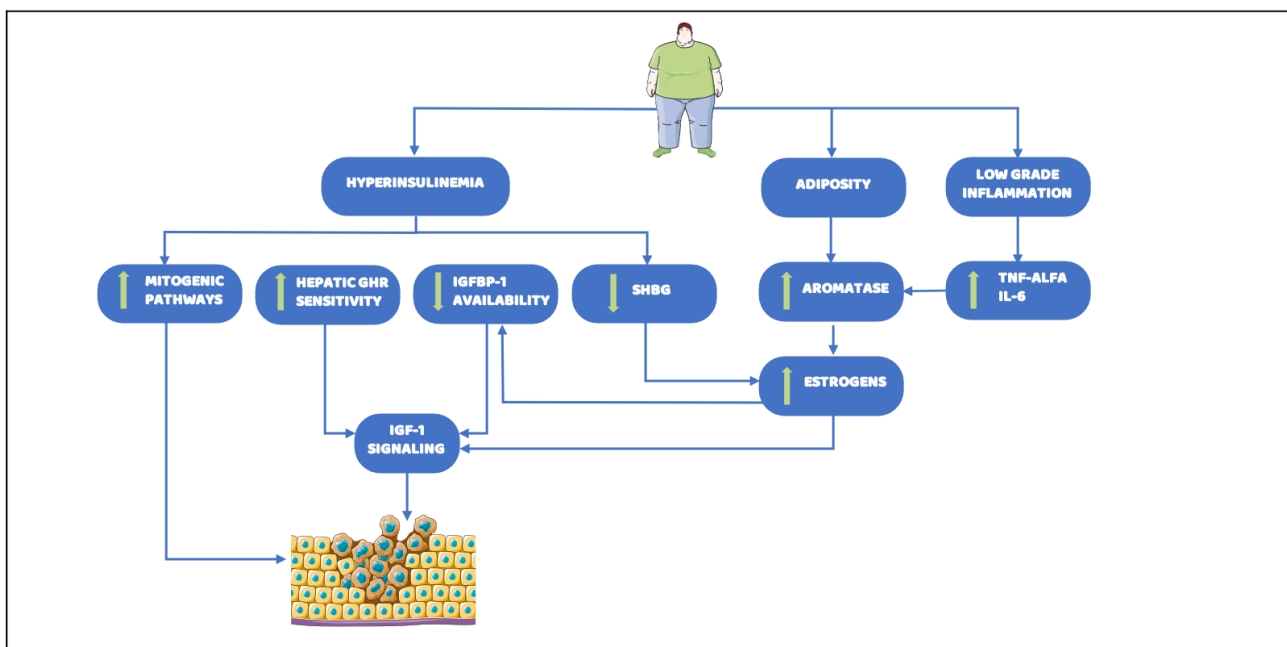 HYPERINSULINEMIA
ADIPOSITY
LOW GRADE
INFLAMMATION
MITOGENIC
PATHWAYS
HEPATIC GHR
SENSITIVITY
IGFBP-1
AVAILABILITY
SHBG
AROMATASE
TNF-ALFA
IL-6
ESTROGENS
IGF-1
SIGNALING